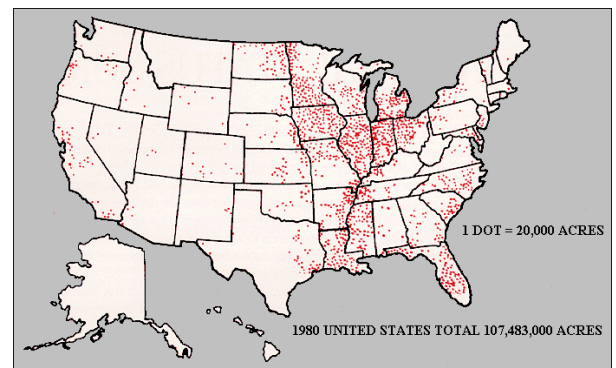 1 DOT = 20,000 ACRES
1980 UNITED STATES TOTAL 107,483,000 ACRES